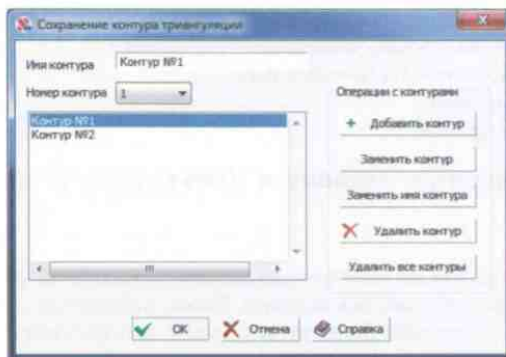 Сохранение контура триангуляции
Имя контура Контур №1
Номер контура 1
Операции с контурами
Контур №1
Контур №2
Добавить контур
Заменить контур
Заменить имя контура
Удалить контур
Удалить все контуры
OK Отмена Справка